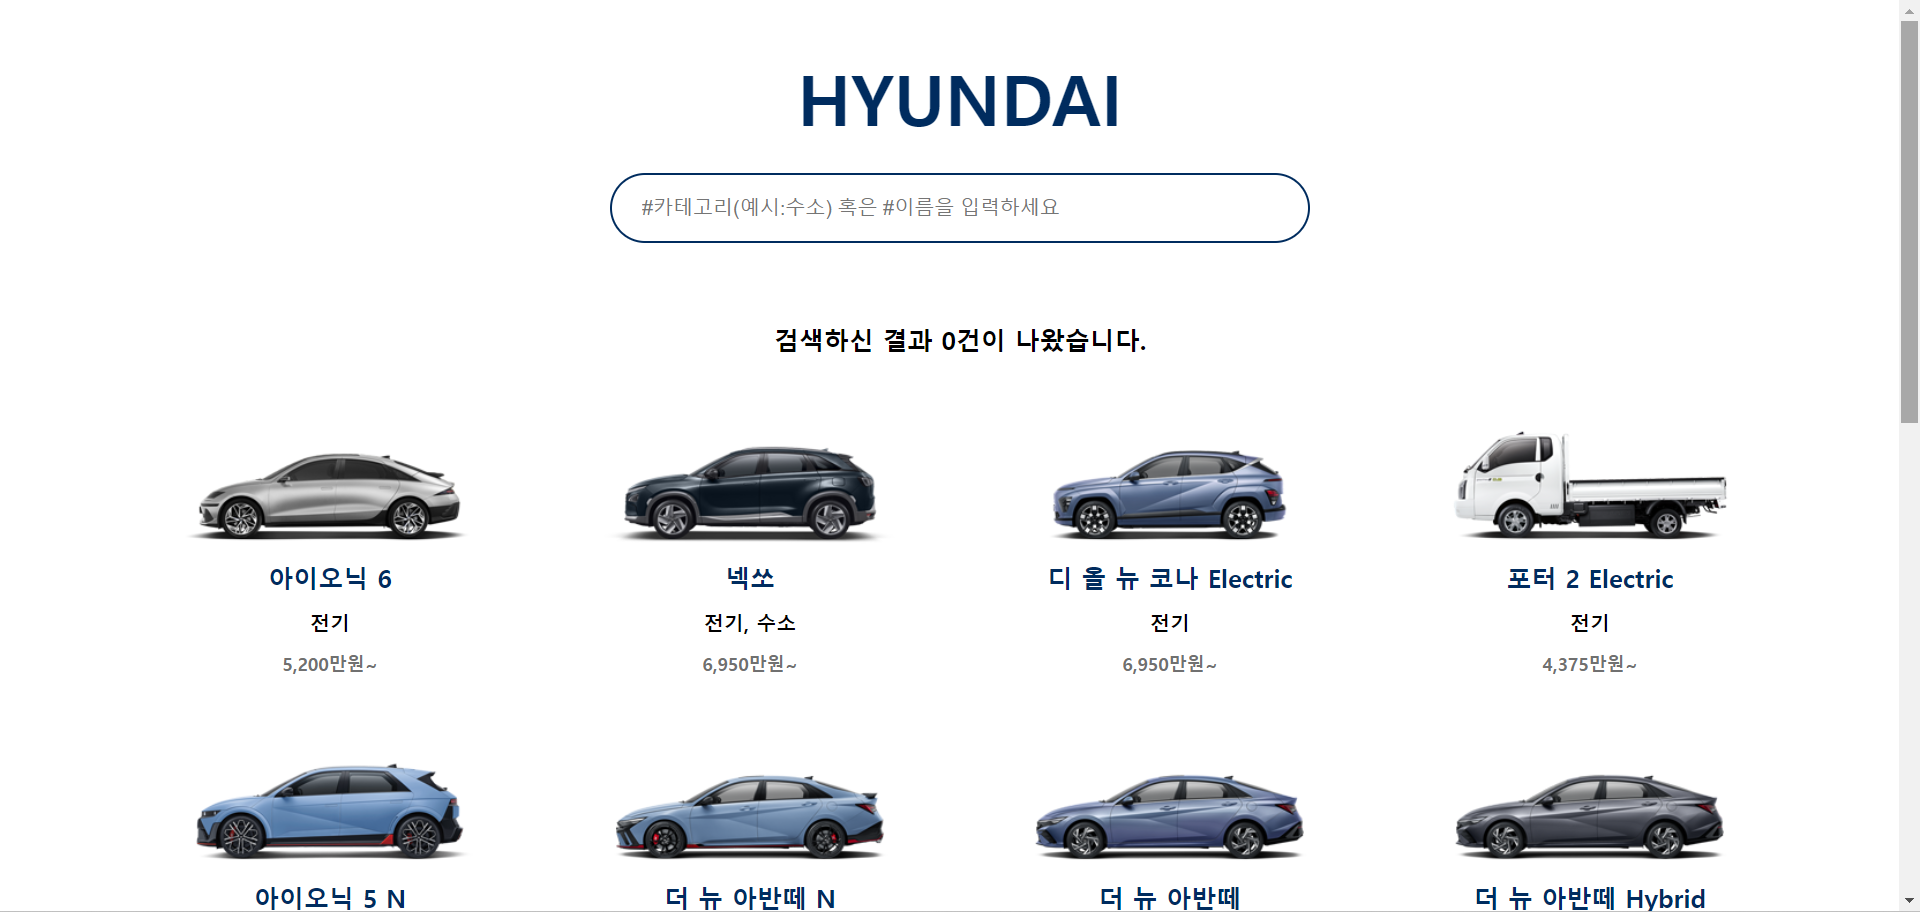 HYUNDAI
#카테고리(예시:수소) 혹은 #이름을 입력하세요
검색하신 결과 0건이 나왔습니다.
아이오닉 6
전기
5,200만원~
넥쏘
전기, 수소
6,950만원~
디 올 뉴 코나 Electric
전기
6,950만원~
포터 2 Electric
전기
4,375만원~
아이오닉 5 N
더 뉴 아반떼 N
더 뉴 아반떼
더 뉴 아반떼 Hybrid